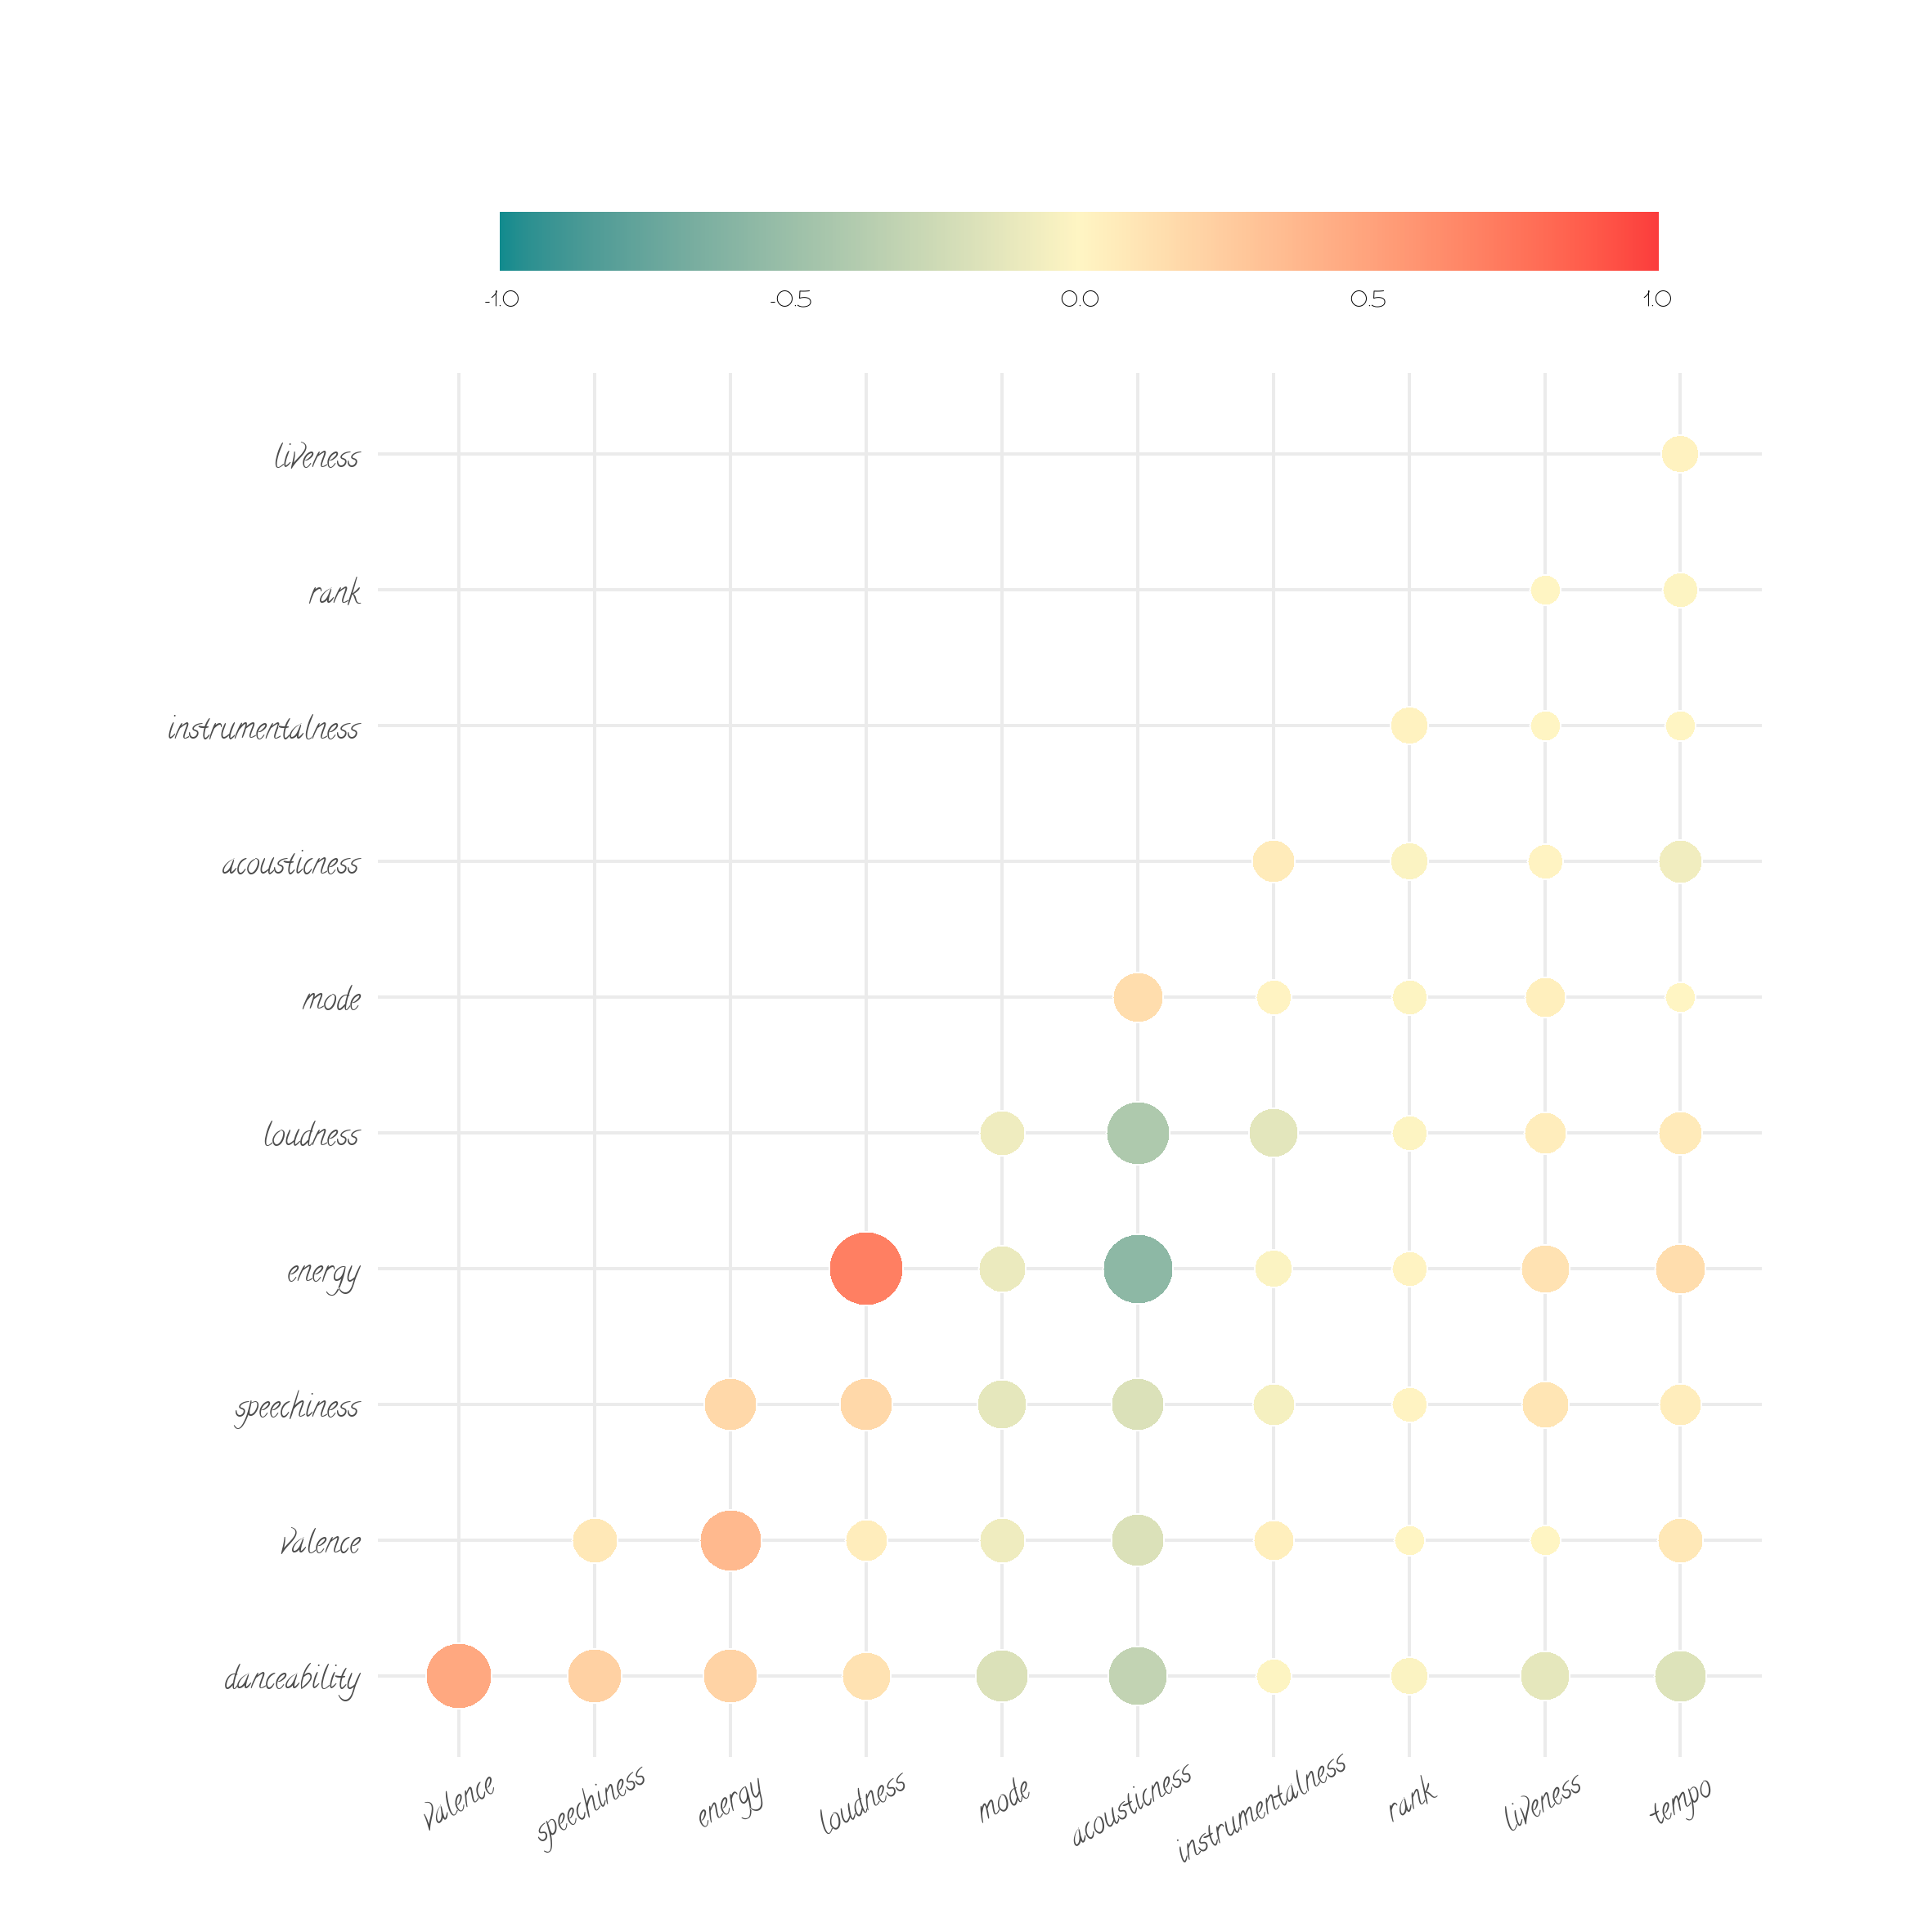 -1.0 -0.5 0.0 0.5 1.0
liveness
rank
instrumentalness
acousticness
mode
loudness
energy
speechiness
valence
danceability
valence speechiness energy loudness mode acousticness instrumentalness rank liveness tempo